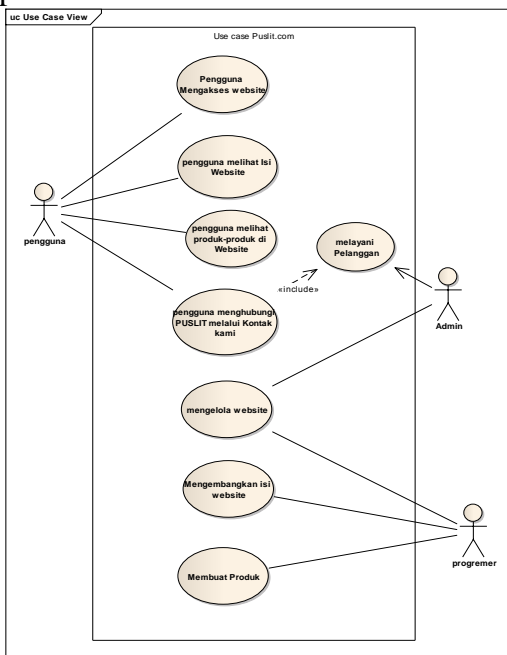 uc Use Case View
Use case Puslit.com
Pengguna
Mengakses website
pengguna melihat Isi
Website
pengguna melihat
produk-produk di
Website
melayani
Pelanggan
pengguna
«include»
pengguna menghubungi
PUSLIT melalui Kontak
kami
Admin
mengelola website
Mengembangkan isi
website
progremer
Membuat Produk